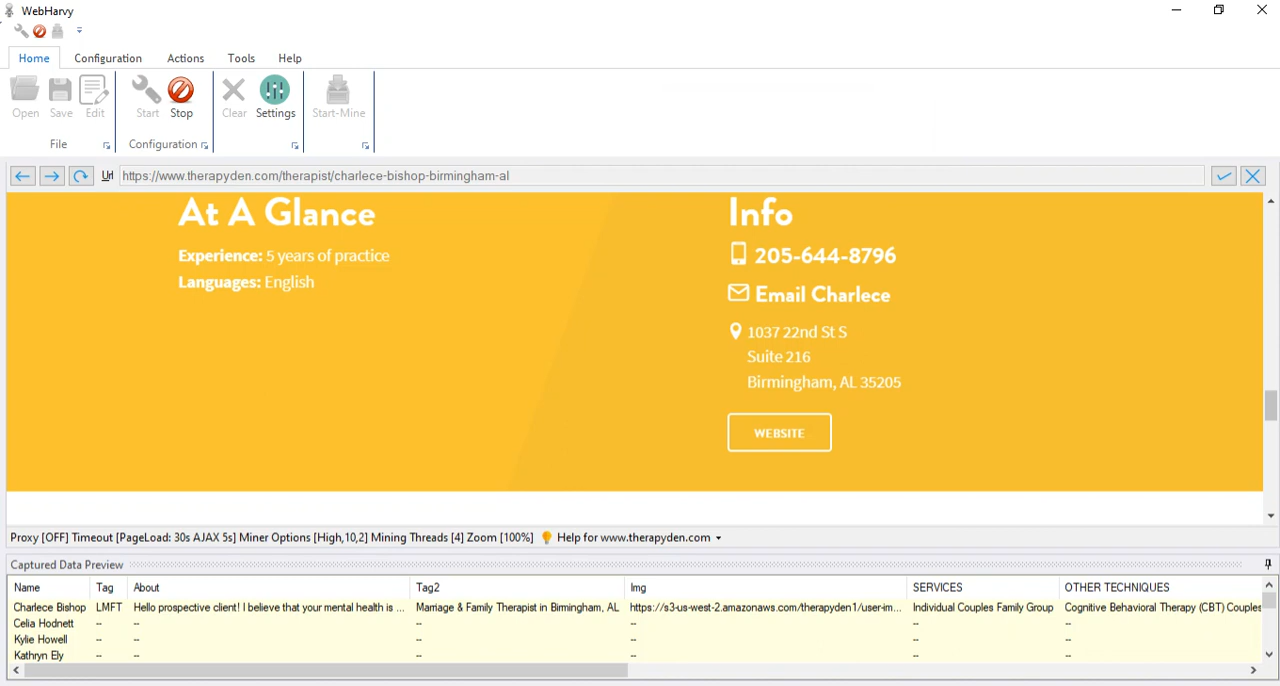 WebHarvy
Home Configuration Actions Tools Help
Open Save Edit Start Stop Clear Settings Start-Mine
File Configuration
Url https://www.therapyden.com/therapist/charlece-bishop-birmingham-al
At A Glance
Experience: 5 years of practice
Languages: English
Info
205-644-8796
Email Charlece
1037 22nd St S
Suite 216
Birmingham, AL 35205
WEBSITE
Proxy [OFF] Timeout [PageLoad: 30s AJAX 5s] Miner Options [High,10,2] Mining Threads [4] Zoom [100%] Help for www.therapyden.com
Captured Data Preview
Name Tag About Tag2 Img SERVICES OTHER TECHNIQUES
Charlece Bishop LMFT Hello prospective client! I believe that your mental health is ... Marriage & Family Therapist in Birmingham, AL https://s3-us-west-2.amazonaws.com/therapyden1/user-im... Individual Couples Family Group Cognitive Behavioral Therapy (CBT) Couples
Celia Hodnett -- -- -- -- -- --
Kylie Howell -- -- -- -- -- --
Kathryn Ely -- -- -- -- -- --